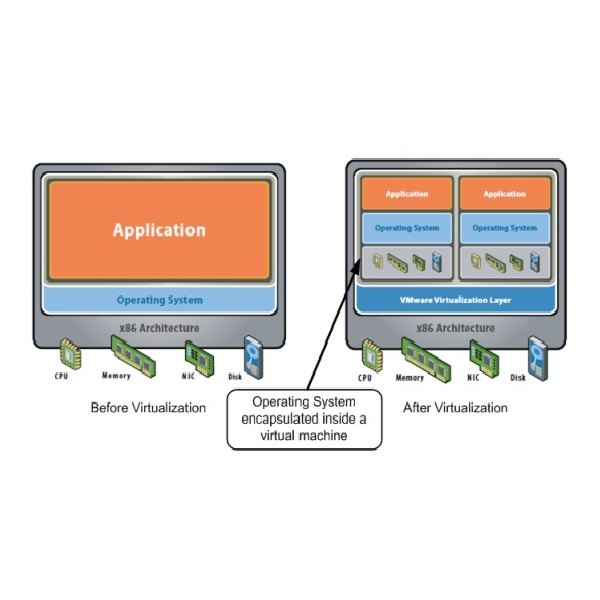 Application
Operating System
x86 Architecture
CPU
Memory
NIC
Disk
Before Virtualization
Application
Application
Operating System
Operating System
VMware Virtualization Layer
x86 Architecture
CPU
Memory
NIC
Disk
After Virtualization
Operating System
encapsulated inside a
virtual machine